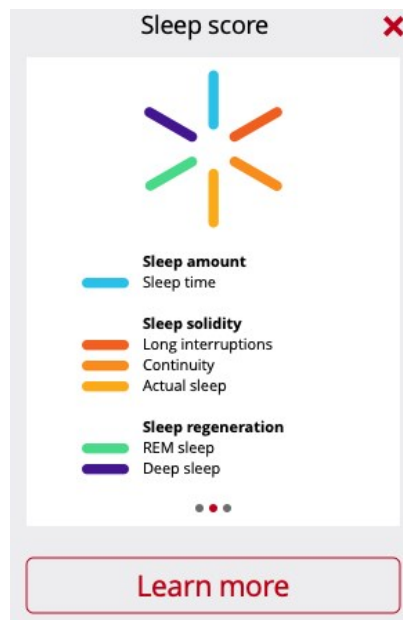 Sleep score
Sleep amount
Sleep time
Sleep solidity
Long interruptions
Continuity
Actual sleep
Sleep regeneration
REM sleep
Deep sleep
Learn more